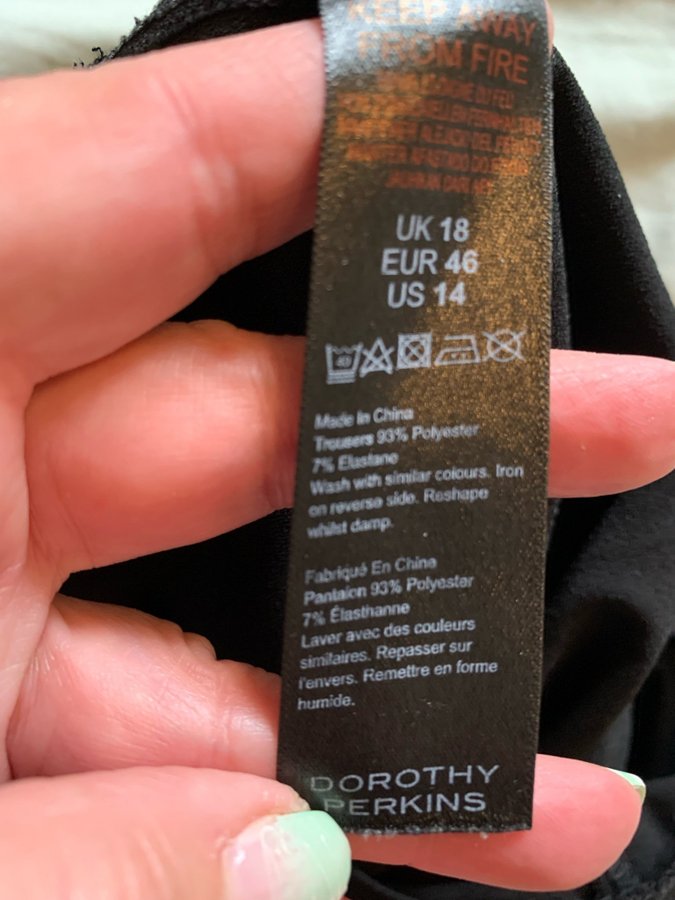 KEEP AWAY
FROM FIRE
UK 18
EUR 46
US 14
40
Made In China
Trousers 93% Polyester
7% Elastane
Wash with similar colours. Iron
on reverse side. Reshape
whilst damp.
Fabriqué En China
Pantalon 93% Polyester
7% Élasthanne
Laver avec des couleurs
similaires. Repasser sur
l'envers. Remettre en forme
humide.
DOROTHY
PERKINS